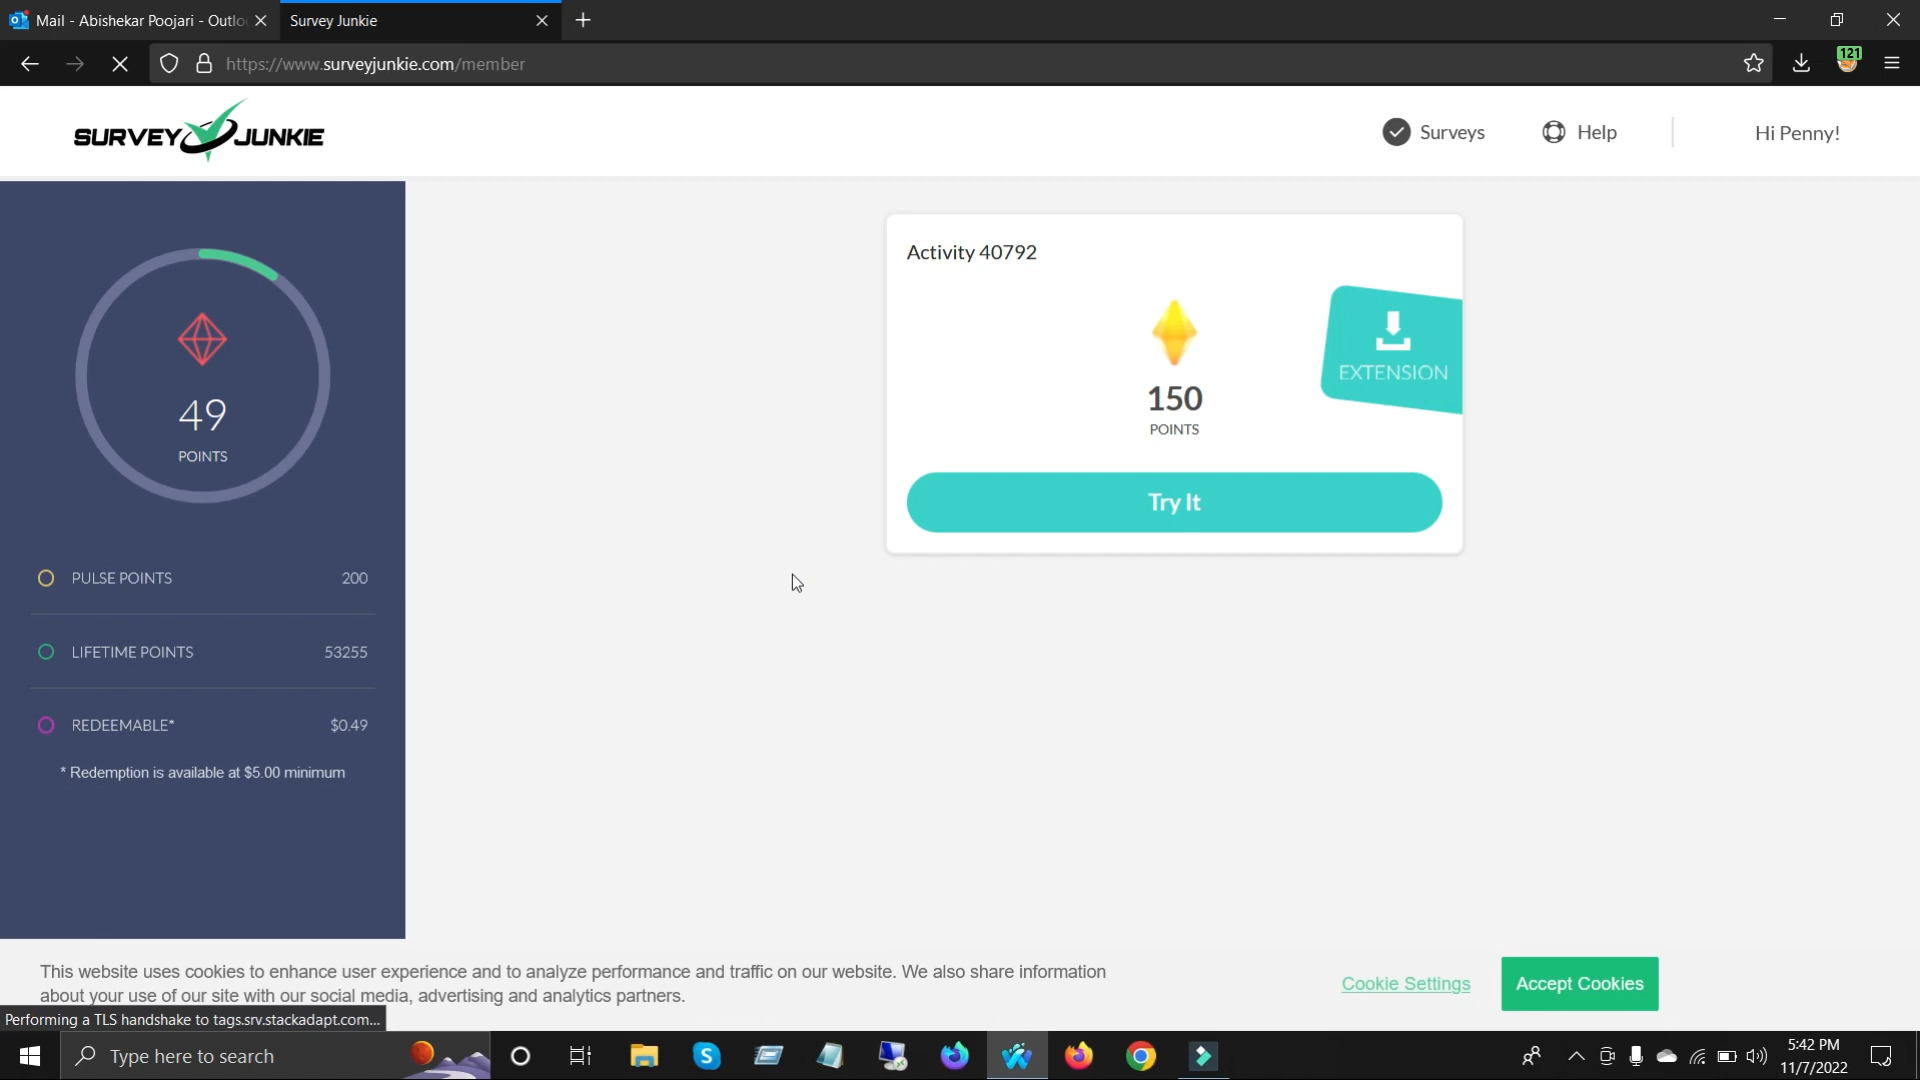 Mail - Abishekar Poojari - Outlo
Survey Junkie
https://www.surveyjunkie.com/member
121
SURVEY JUNKIE
Surveys
Help
Hi Penny!
49
POINTS
PULSE POINTS 200
LIFETIME POINTS 53255
REDEEMABLE* $0.49
* Redemption is available at $5.00 minimum
Activity 40792
EXTENSION
150
POINTS
Try It
This website uses cookies to enhance user experience and to analyze performance and traffic on our website. We also share information
about your use of our site with our social media, advertising and analytics partners.
Cookie Settings
Accept Cookies
Performing a TLS handshake to tags.srv.stackadapt.com...
Type here to search
5:42 PM
11/7/2022